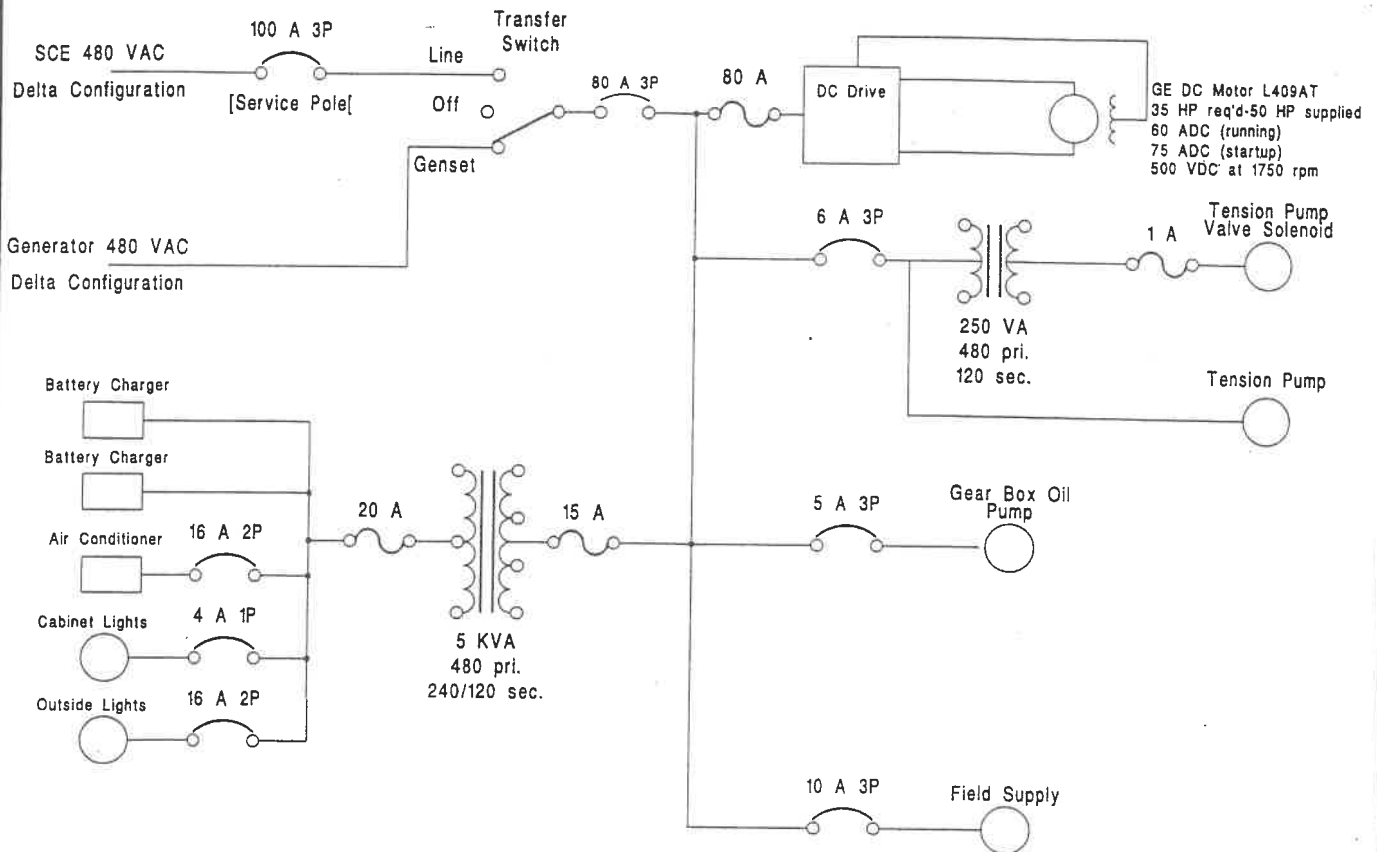 SCE 480 VAC
Delta Configuration
100 A 3P
[Service Pole[
Transfer
Switch
Line
Off
Genset
Generator 480 VAC
Delta Configuration
80 A 3P
80 A
DC Drive
GE DC Motor L409AT
35 HP req'd-50 HP supplied
60 ADC (running)
75 ADC (startup)
500 VDC at 1750 rpm
6 A 3P
250 VA
480 pri.
120 sec.
1 A
Tension Pump
Valve Solenoid
Tension Pump
Battery Charger
Battery Charger
Air Conditioner
16 A 2P
Cabinet Lights
4 A 1P
Outside Lights
16 A 2P
20 A
5 KVA
480 pri.
240/120 sec.
15 A
5 A 3P
Gear Box Oil
Pump
10 A 3P
Field Supply